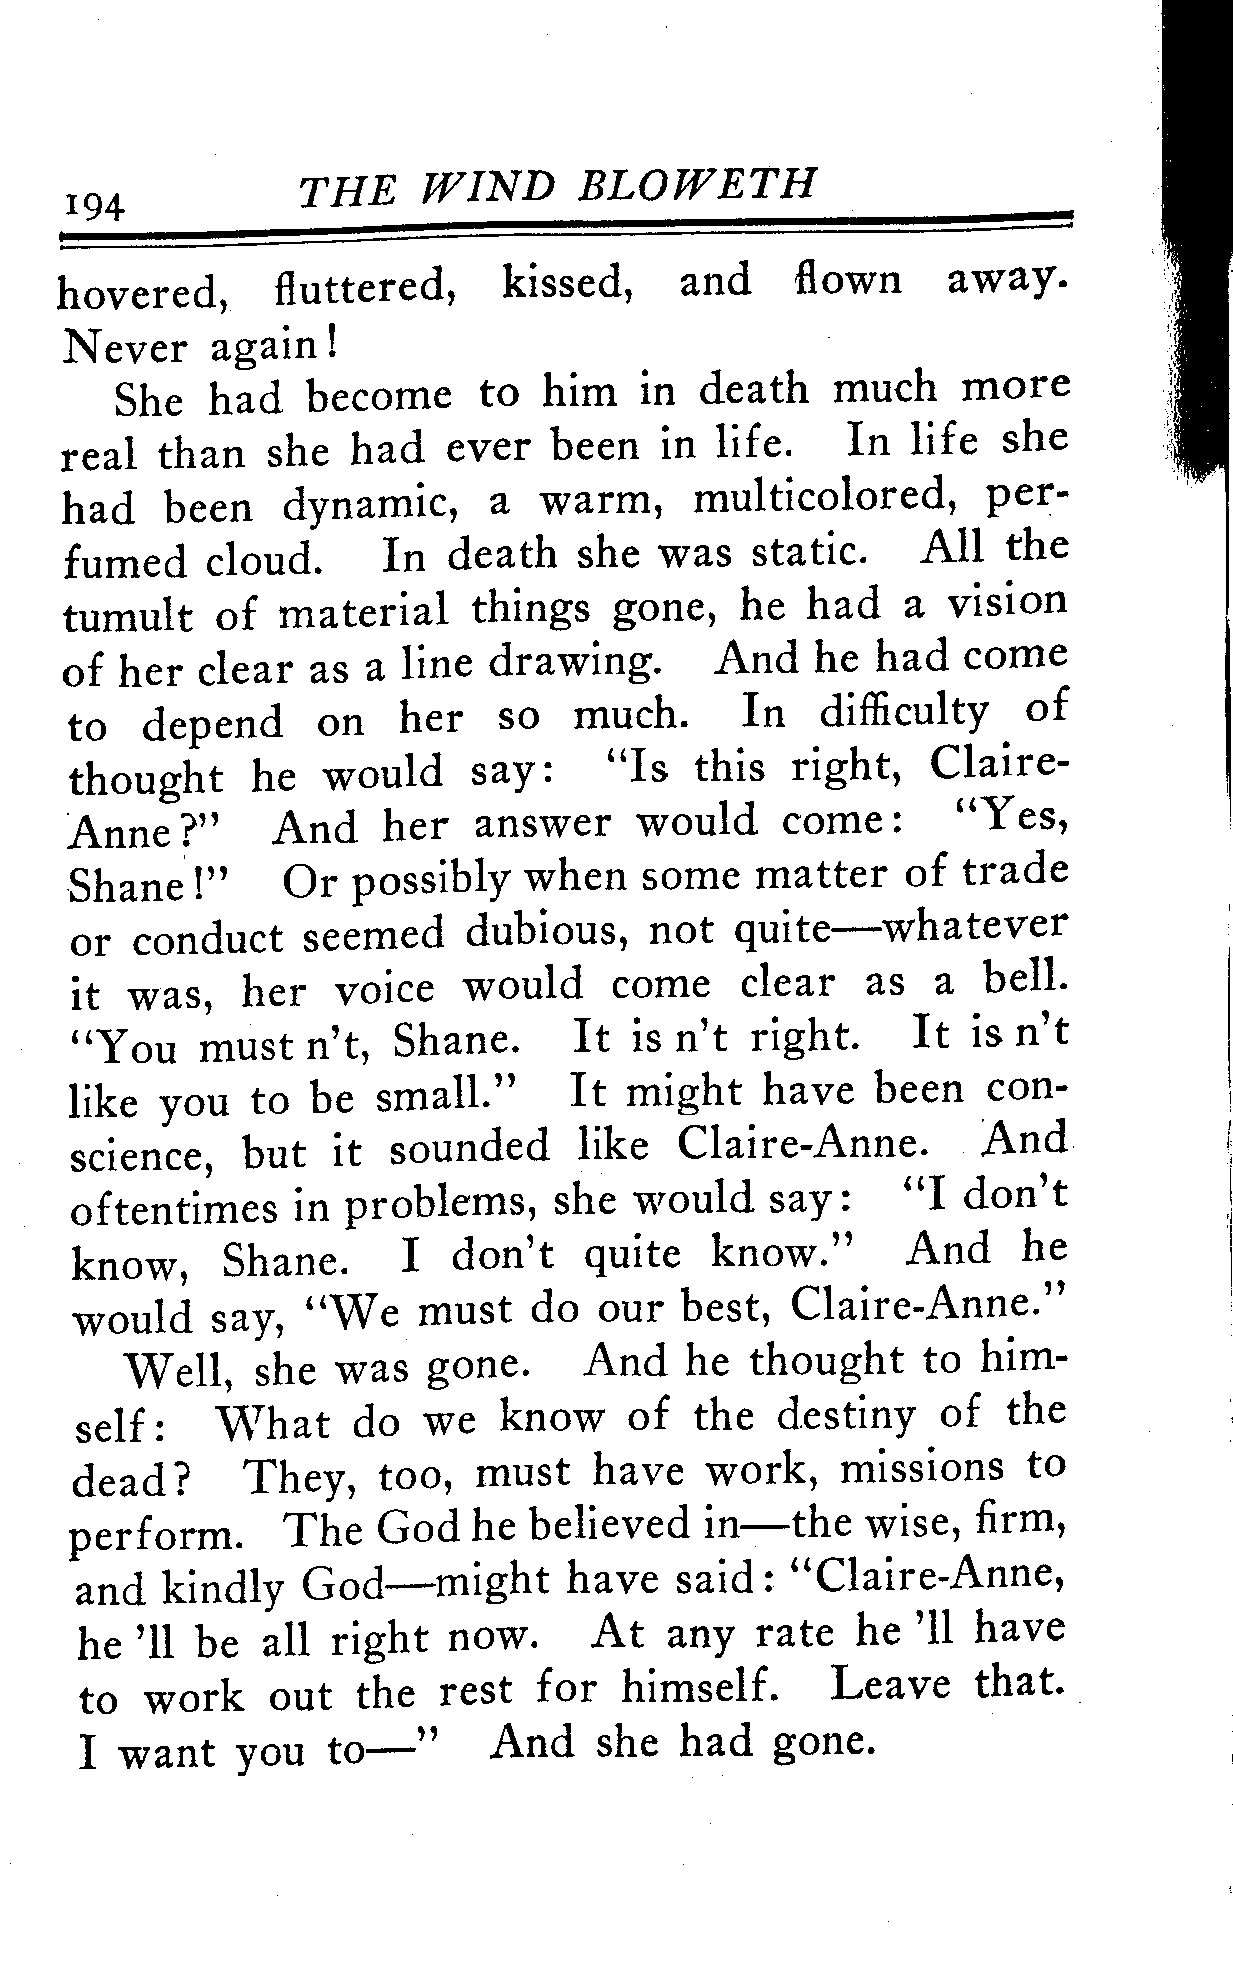 194 THE WIND BLOWETH
hovered, fluttered, kissed, and flown away.
Never again!
She had become to him in death much more
real than she had ever been in life. In life she
had been dynamic, a warm, multicolored, per-
fumed cloud. In death she was static. All the
tumult of material things gone, he had a vision
of her clear as a line drawing. And he had come
to depend on her so much. In difficulty of
thought he would say: "Is this right, Claire-
Anne?" And her answer would come: "Yes,
Shane!" Or possibly when some matter of trade
or conduct seemed dubious, not quite—whatever
it was, her voice would come clear as a bell.
"You must n't, Shane. It is n't right. It is n't
like you to be small." It might have been con-
science, but it sounded like Claire-Anne. And
oftentimes in problems, she would say: "I don't
know, Shane. I don't quite know." And he
would say, "We must do our best, Claire-Anne."
Well, she was gone. And he thought to him-
self: What do we know of the destiny of the
dead? They, too, must have work, missions to
perform. The God he believed in—the wise, firm,
and kindly God—might have said: "Claire-Anne,
he 'll be all right now. At any rate he 'll have
to work out the rest for himself. Leave that.
I want you to—" And she had gone.